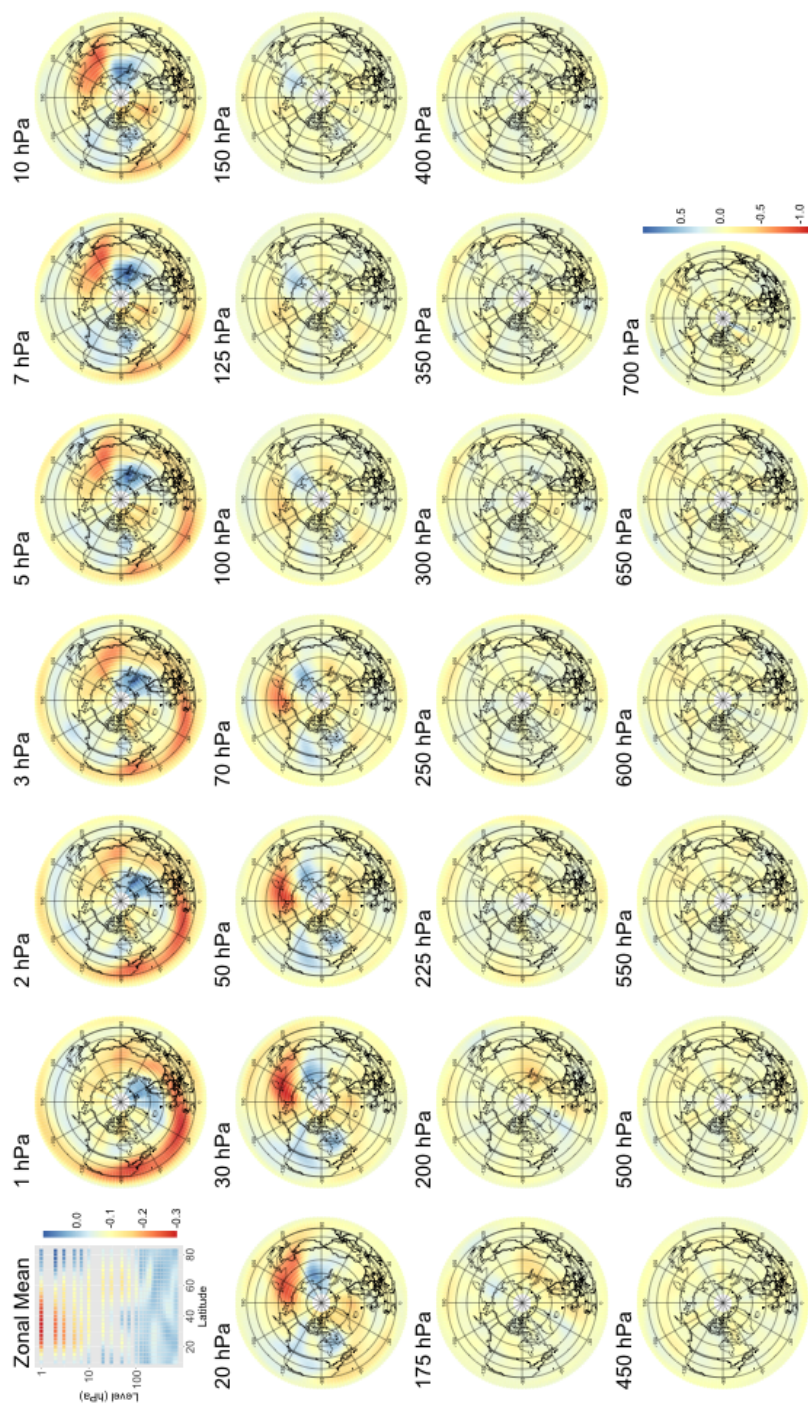 Zonal Mean
Level (hPa)
1
10
100
20
40
60
80
Latitude
0.0
-0.1
-0.2
-0.3
1 hPa
2 hPa
3 hPa
5 hPa
7 hPa
10 hPa
20 hPa
30 hPa
50 hPa
70 hPa
100 hPa
125 hPa
150 hPa
175 hPa
200 hPa
225 hPa
250 hPa
300 hPa
350 hPa
400 hPa
450 hPa
500 hPa
550 hPa
600 hPa
650 hPa
700 hPa
0.5
0.0
-0.5
-1.0